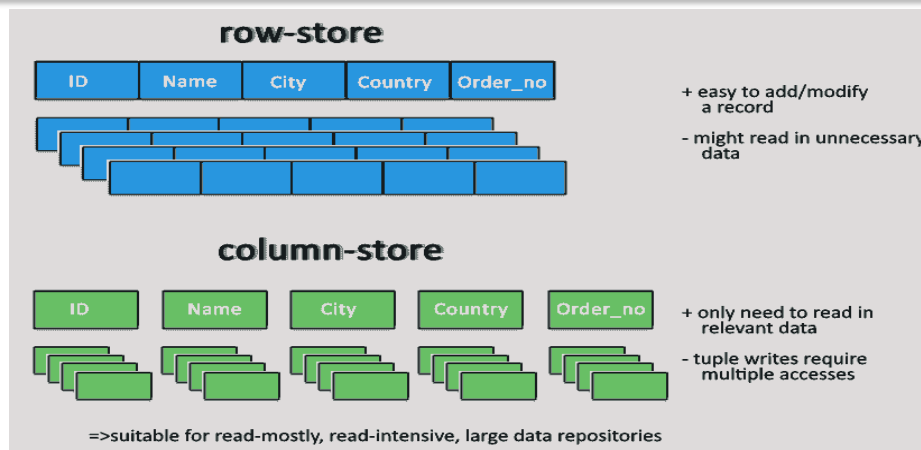 row-store
ID Name City Country Order_no
+ easy to add/modify
a record
- might read in unnecessary
data
column-store
ID Name City Country Order_no
+ only need to read in
relevant data
- tuple writes require
multiple accesses
=>suitable for read-mostly, read-intensive, large data repositories